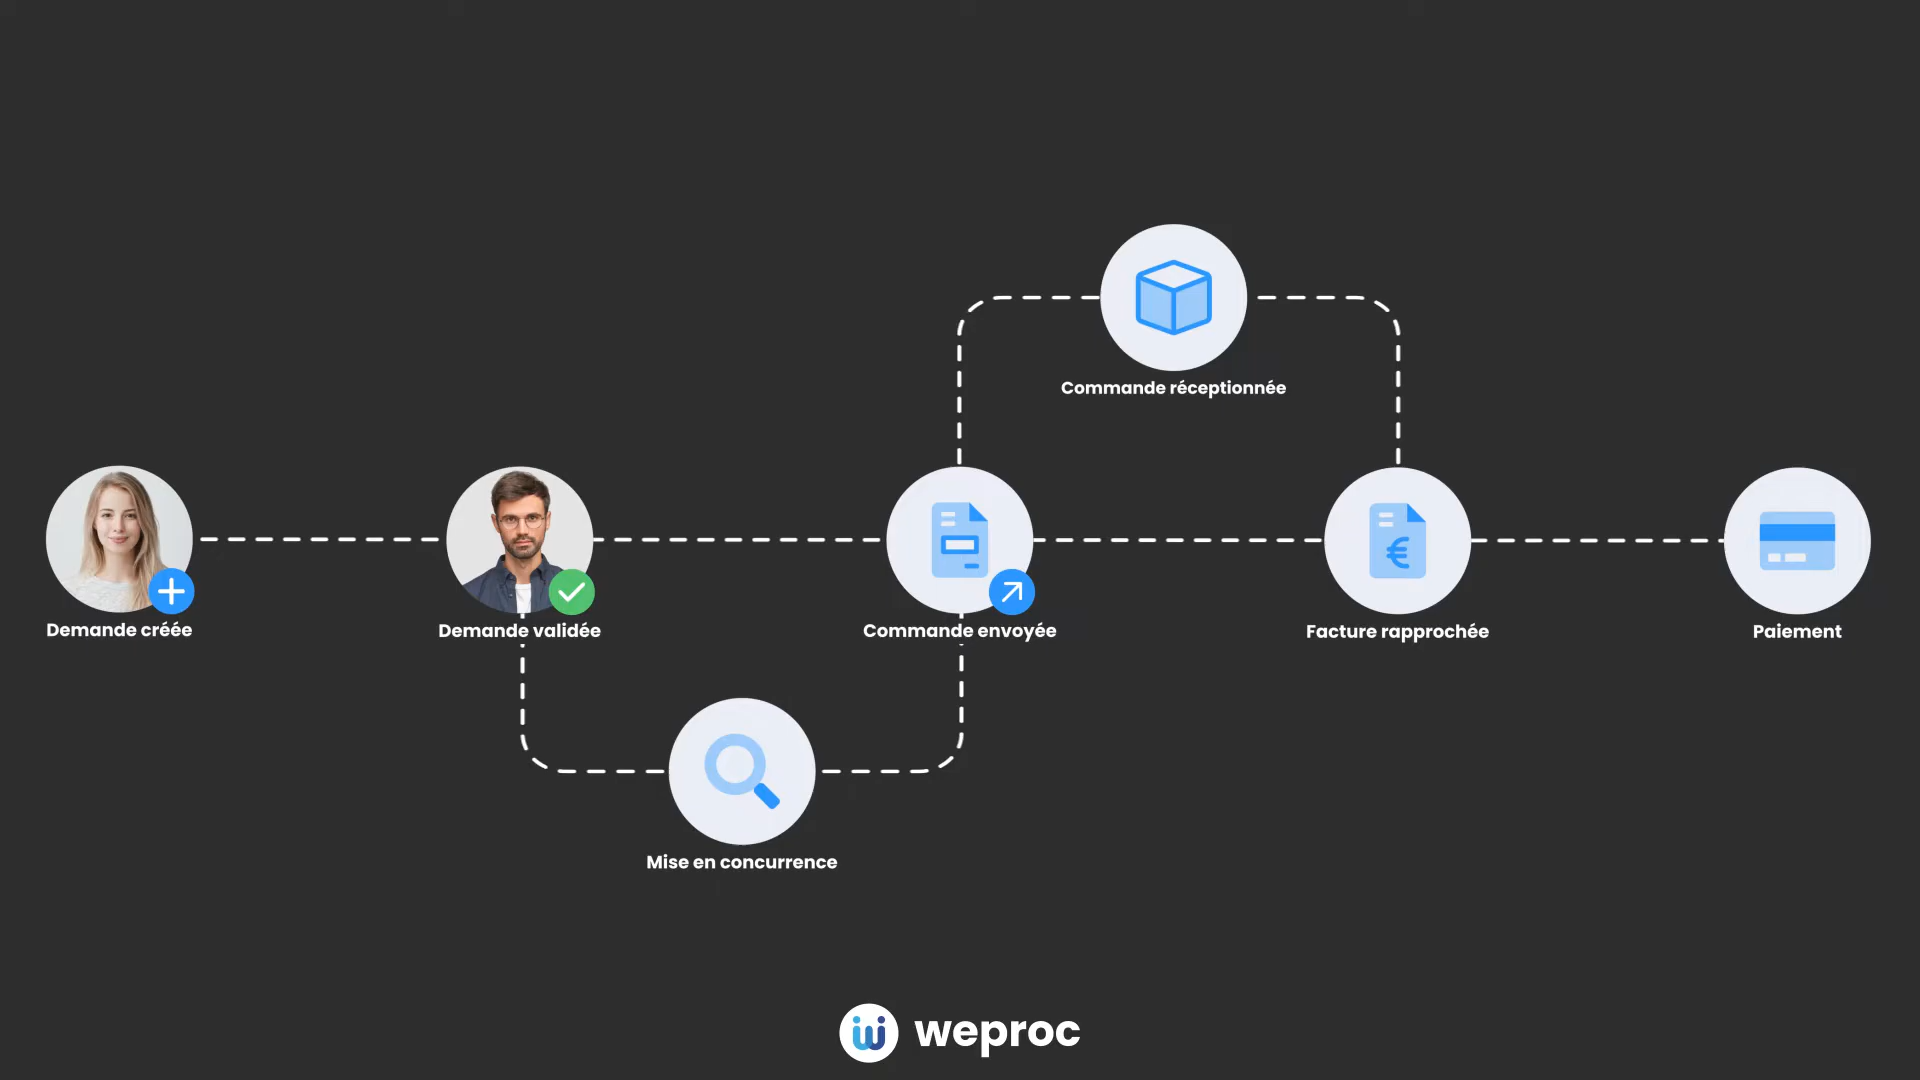 Commande réceptionnée
Demande créée
Demande validée
Commande envoyée
Facture rapprochée
Paiement
Mise en concurrence
weproc